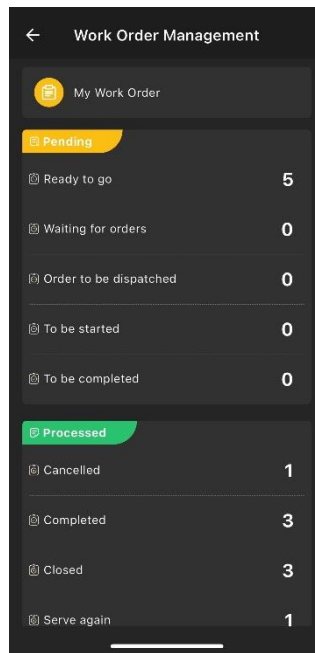 Work Order Management
My Work Order
Pending
Ready to go 5
Waiting for orders 0
Order to be dispatched 0
To be started 0
To be completed 0
Processed
Cancelled 1
Completed 3
Closed 3
Serve again 1